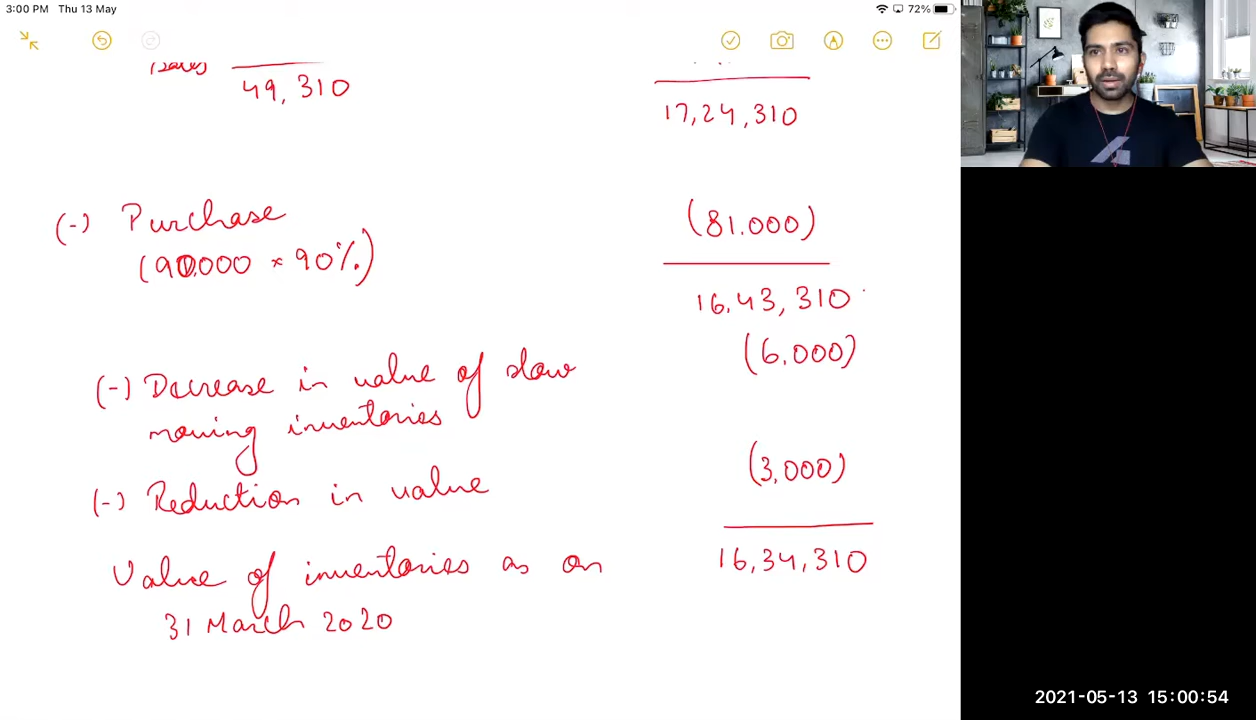 3:00 PM Thu 13 May
72%
49,310
17,24,310
(-) Purchase
(81.000)
(90,000 × 90%)
16,43,310
(6,000)
(-) Decrease in value of slow
moving inventories
(3,000)
(-) Reduction in value
Value of inventories as on
16,34,310
31 March 2020
2021-05-13 15:00:54